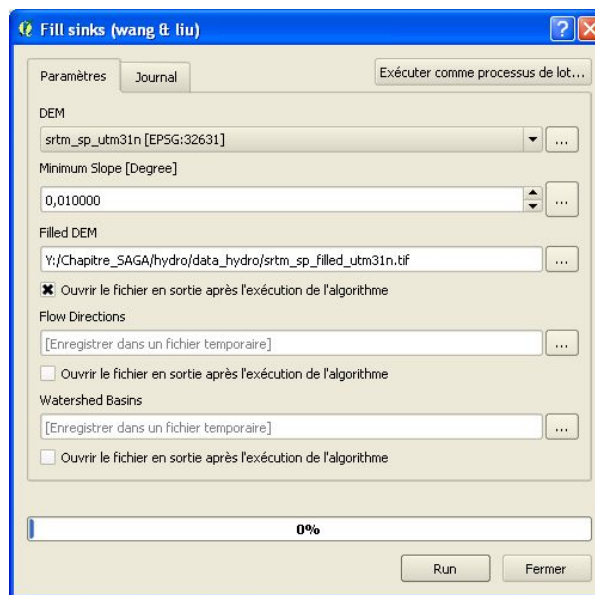 Fill sinks (wang & liu)
Paramètres
Journal
Exécuter comme processus de lot...
DEM
srtm_sp_utm31n [EPSG:32631]
...
Minimum Slope [Degree]
0,010000
...
Filled DEM
Y:/Chapitre_SAGA/hydro/data_hydro/srtm_sp_filled_utm31n.tif
...
Ouvrir le fichier en sortie après l'exécution de l'algorithme
Flow Directions
[Enregistrer dans un fichier temporaire]
...
Ouvrir le fichier en sortie après l'exécution de l'algorithme
Watershed Basins
[Enregistrer dans un fichier temporaire]
...
Ouvrir le fichier en sortie après l'exécution de l'algorithme
0%
Run
Fermer